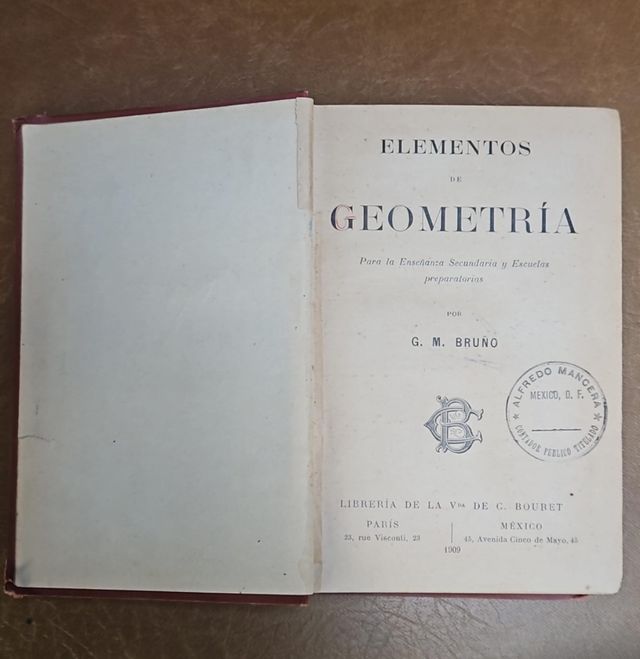 ELEMENTOS
DE
GEOMETRÍA
Para la Enseñanza Secundaria y Escuelas
preparatorias
POR
G. M. BRUÑO
ALFREDO MANCERA
MEXICO, D. F.
CONTADOR PUBLICO TITULADO
CB
LIBRERÍA DE LA Vda DE C. BOURET
PARÍS
23, rue Visconti, 23
MÉXICO
45, Avenida Cinco de Mayo, 45
1909